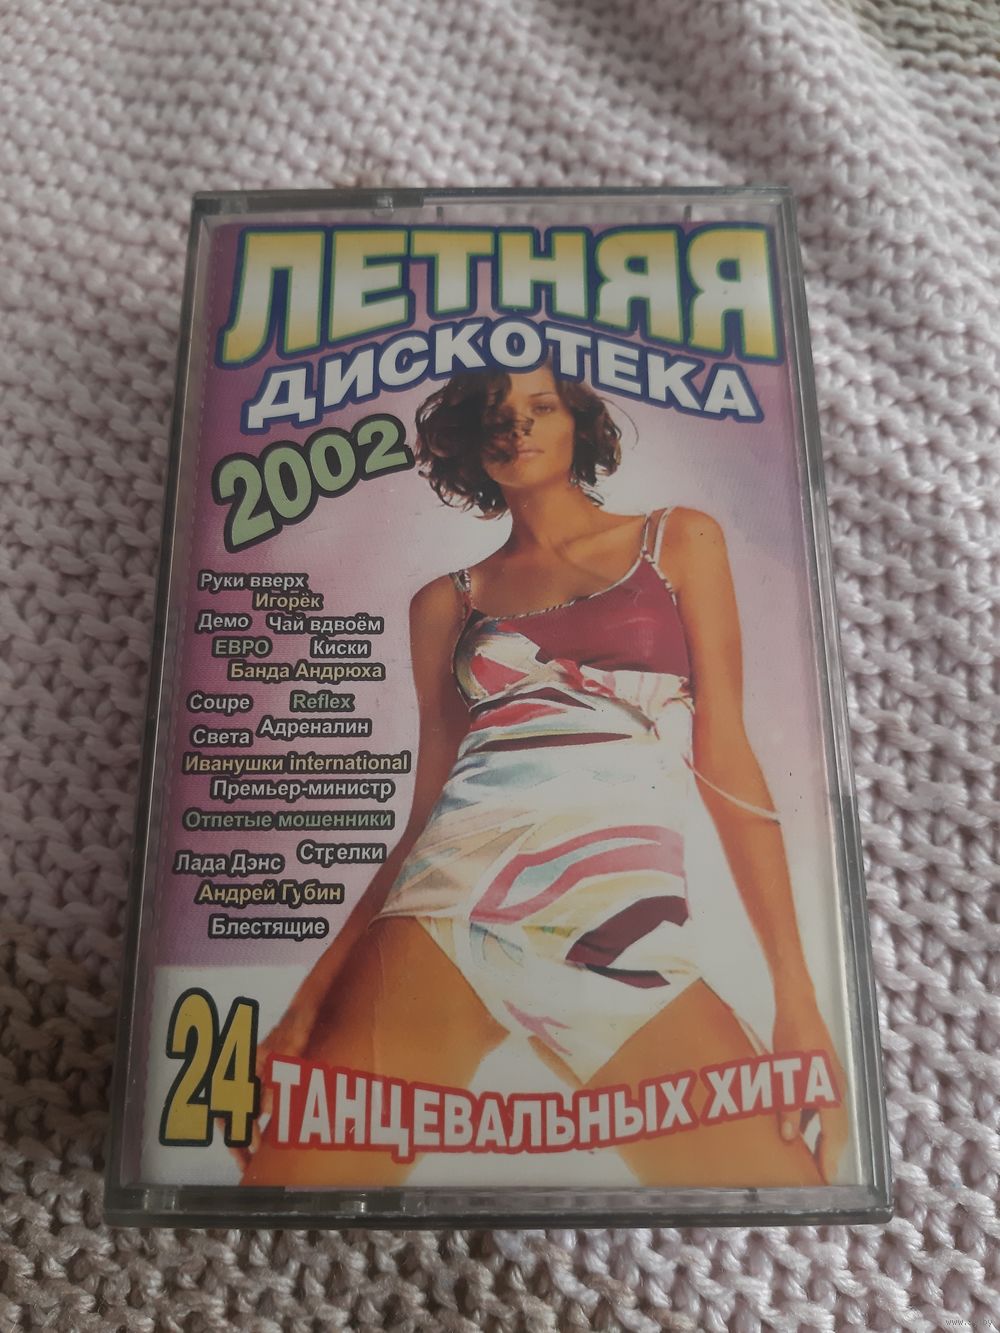 ЛЕТНЯЯ
ДИСКОТЕКА
2002
Руки вверх
Игорёк
Демо Чай вдвоём
ЕВРО Киски
Банда Андрюха
Coupe Reflex
Света Адреналин
Иванушки international
Премьер-министр
Отпетые мошенники
Лада Дэнс Стрелки
Андрей Губин
Блестящие
24 ТАНЦЕВАЛЬНЫХ ХИТА